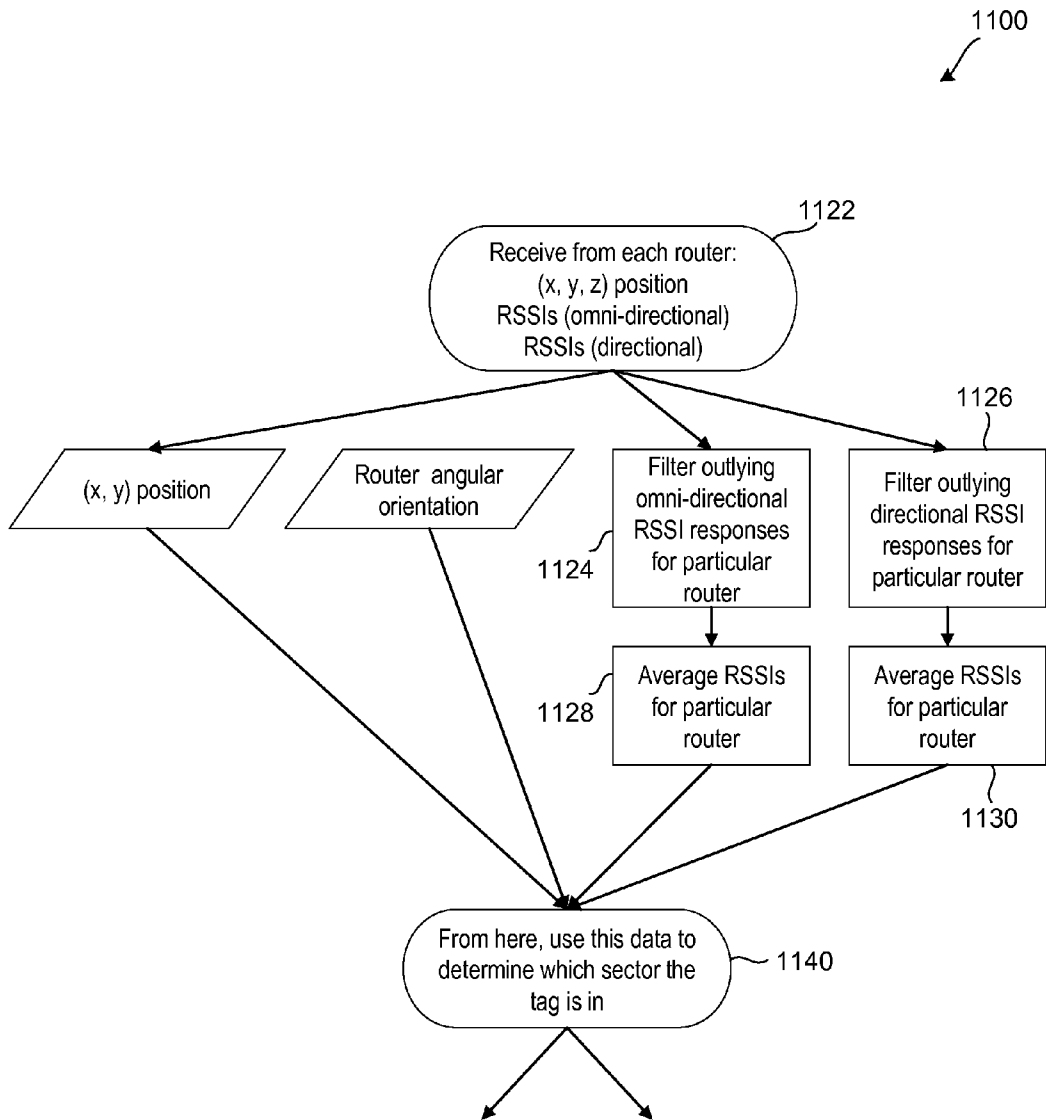 1100
1122
Receive from each router:
(x, y, z) position
RSSIs (omni-directional)
RSSIs (directional)
1126
(x, y) position
Router angular
orientation
Filter outlying
omni-directional
RSSI responses
for particular
router
1124
Filter outlying
directional RSSI
responses for
particular router
Average RSSIs
for particular
router
1128
Average RSSIs
for particular
router
1130
From here, use this data to
determine which sector the
tag is in
1140